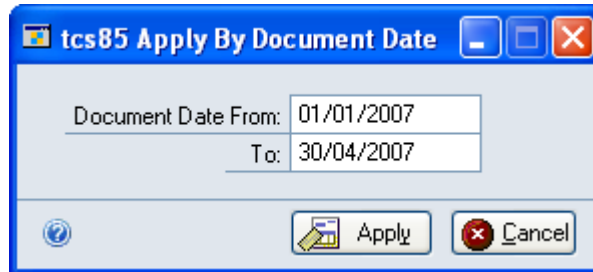 tcs85 Apply By Document Date
Document Date From: 01/01/2007
To: 30/04/2007
Apply Cancel